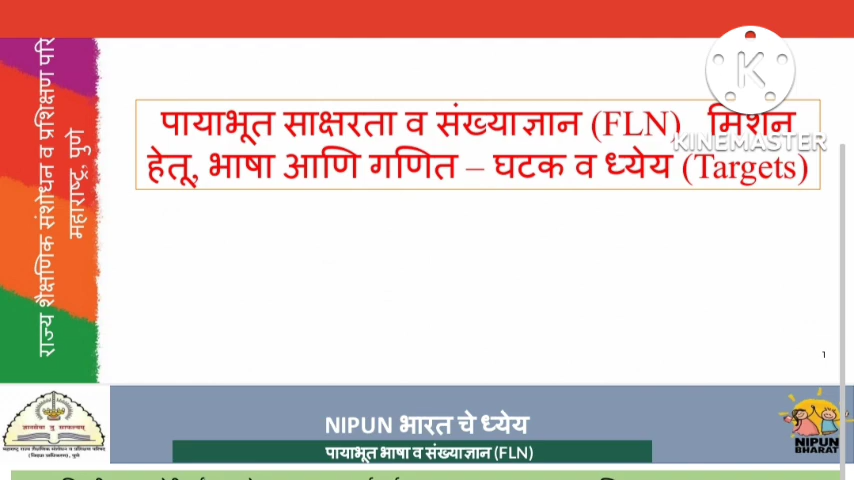 राज्य शैक्षणिक संशोधन व प्रशिक्षण परि
महाराष्ट्र, पुणे
पायाभूत साक्षरता व संख्याज्ञान (FLN) मिशन
हेतू, भाषा आणि गणित – घटक व ध्येय (Targets)
K
KINEMASTER
1
NIPUN भारत चे ध्येय
पायाभूत भाषा व संख्याज्ञान (FLN)
NIPUN
BHARAT